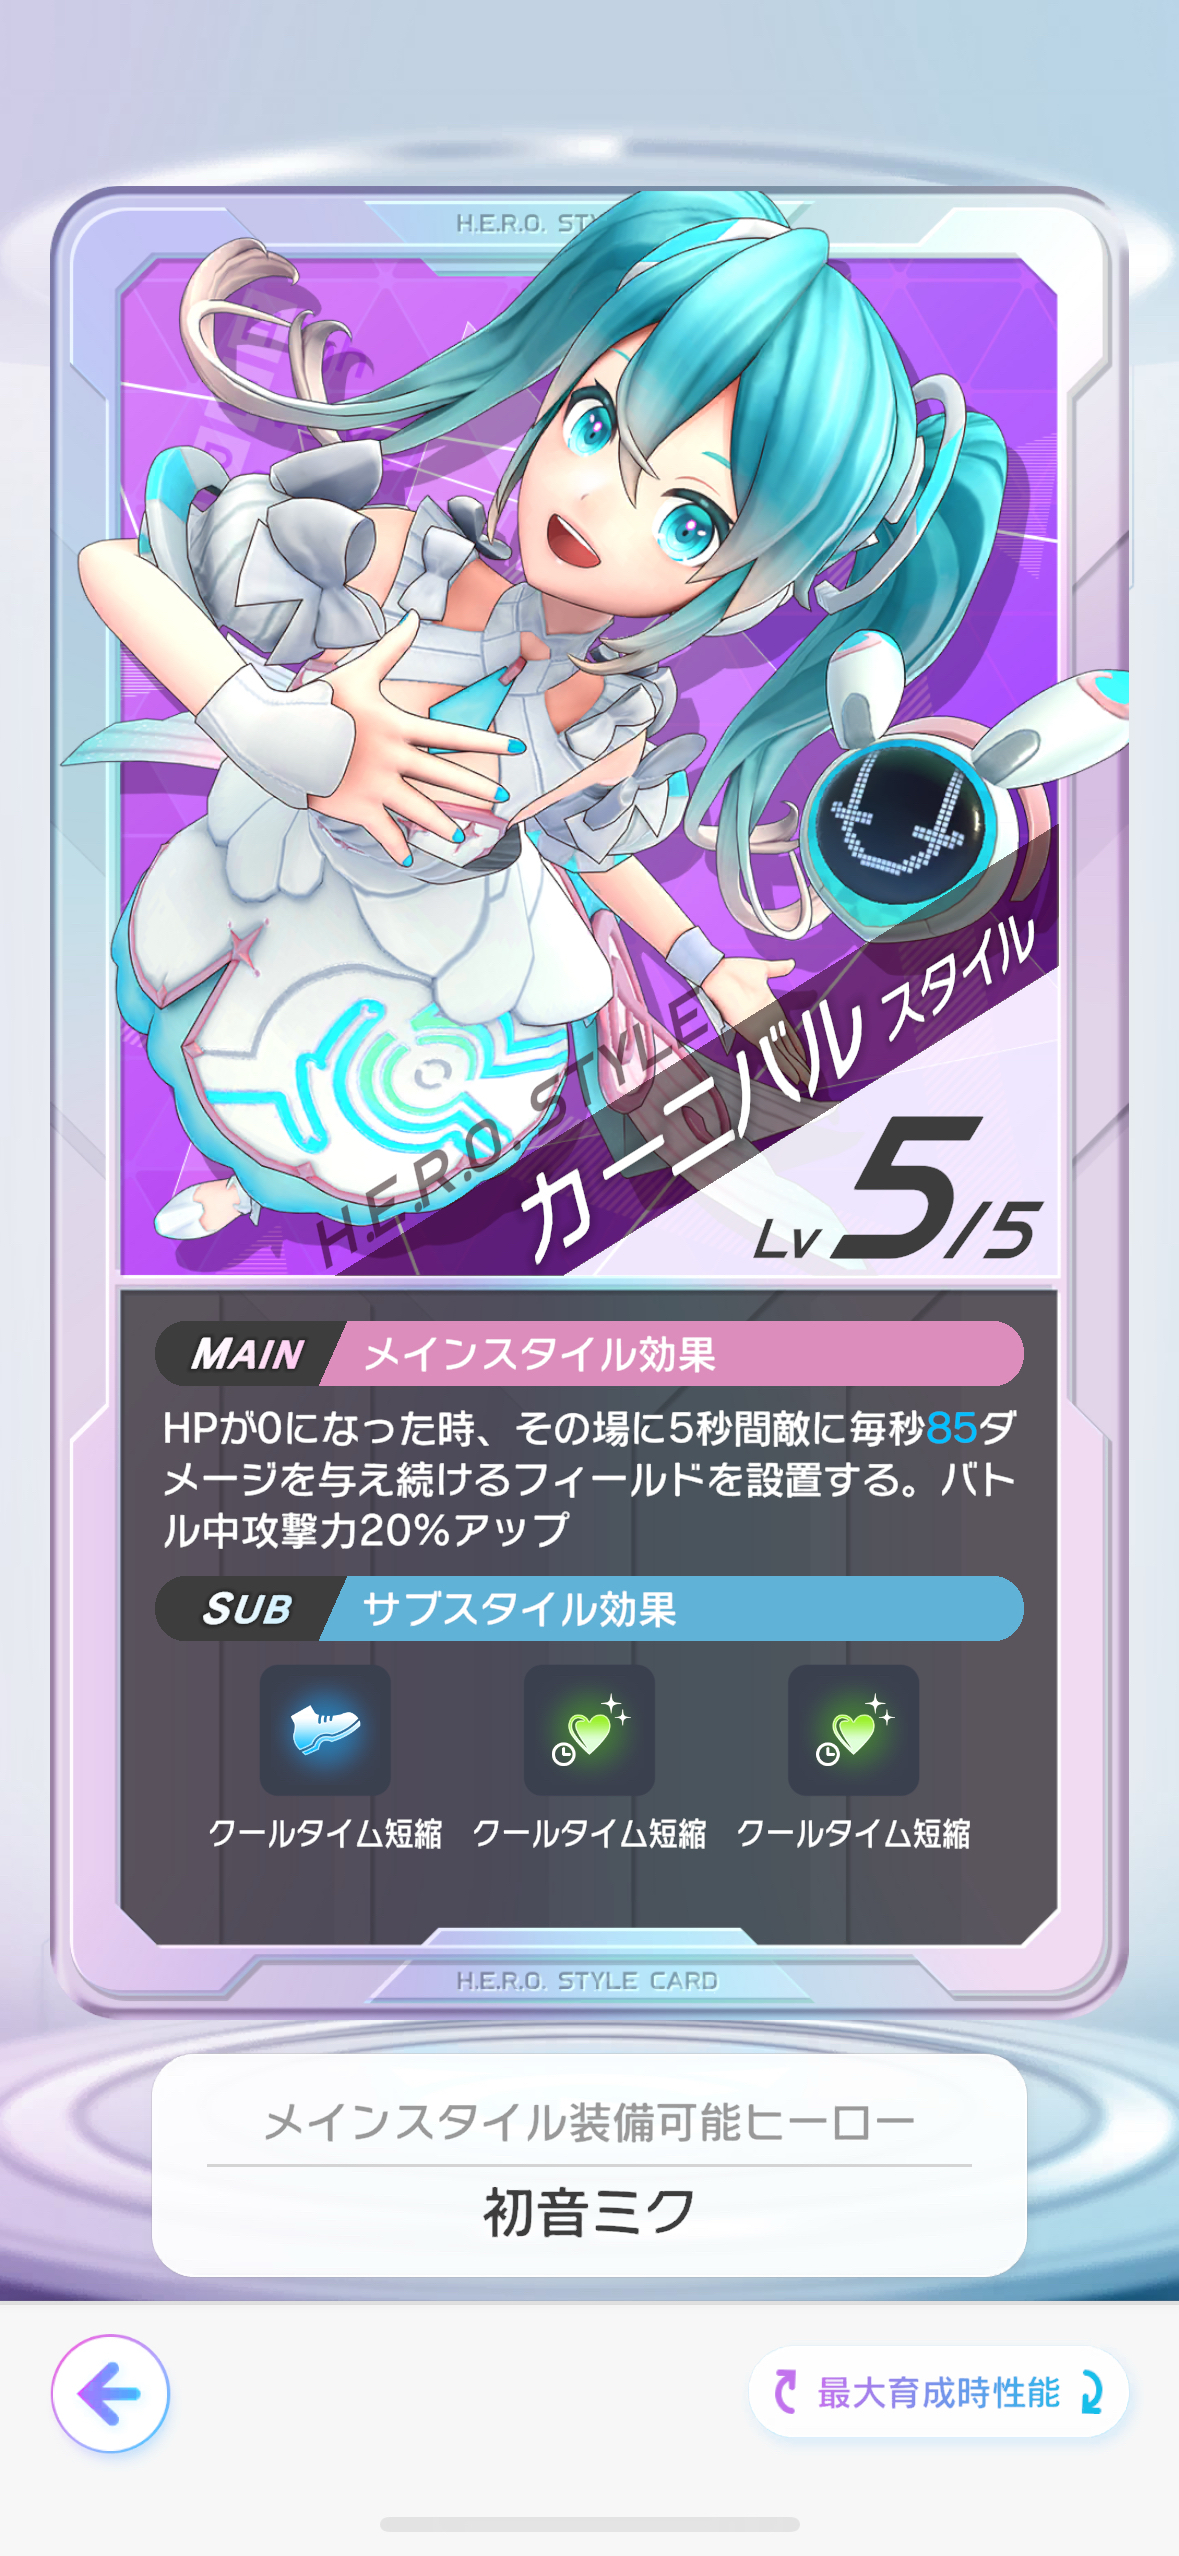 H.E.R.O. STY
カーニバル スタイル
H.E.R.O. STYLE
Lv 5/5
MAIN メインスタイル効果
HPが0になった時、その場に5秒間敵に毎秒85ダ
メージを与え続けるフィールドを設置する。バト
ル中攻撃力20%アップ
SUB サブスタイル効果
クールタイム短縮 クールタイム短縮 クールタイム短縮
H.E.R.O. STYLE CARD
メインスタイル装備可能ヒーロー
初音ミク
最大育成時性能